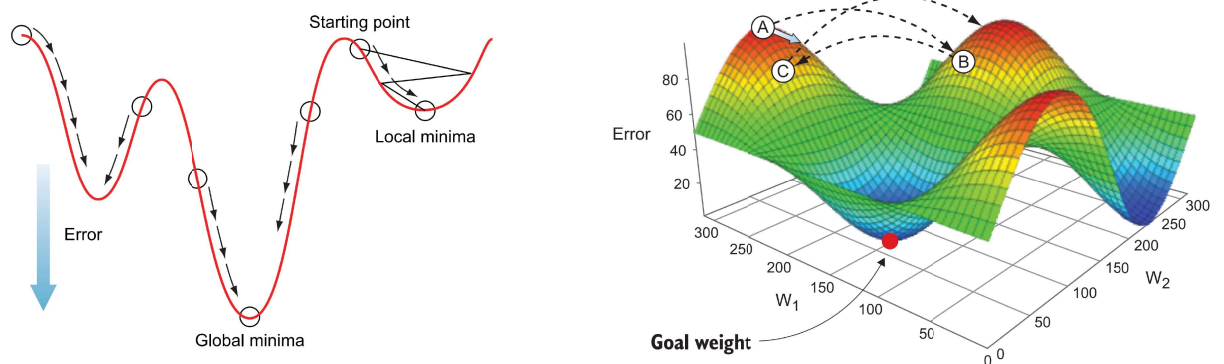 Starting point
Local minima
Error
Global minima
A
B
C
Error
80
60
40
20
300
250
200
150
100
50
0
W1
0
50
100
150
200
250
300
W2
Goal weight